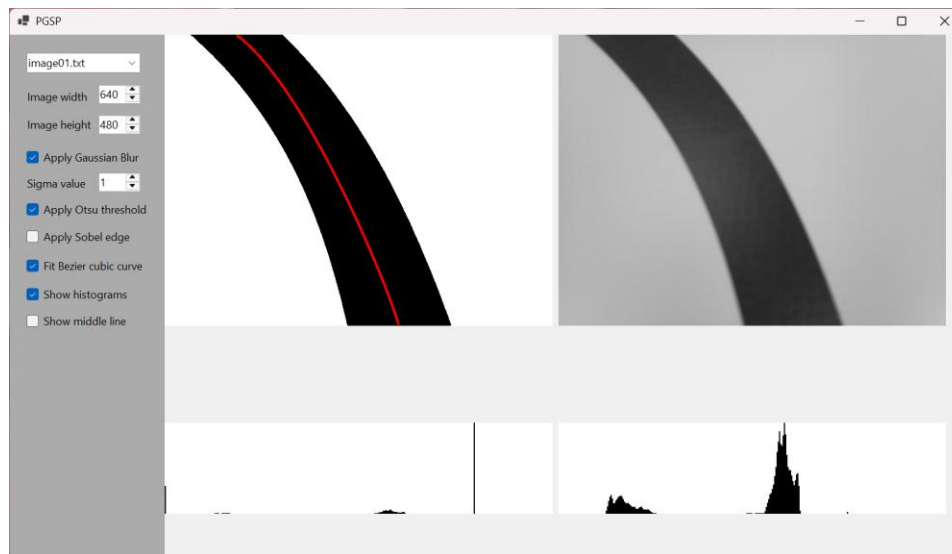 PGSP
image01.txt
Image width 640
Image height 480
Apply Gaussian Blur
Sigma value 1
Apply Otsu threshold
Apply Sobel edge
Fit Bezier cubic curve
Show histograms
Show middle line